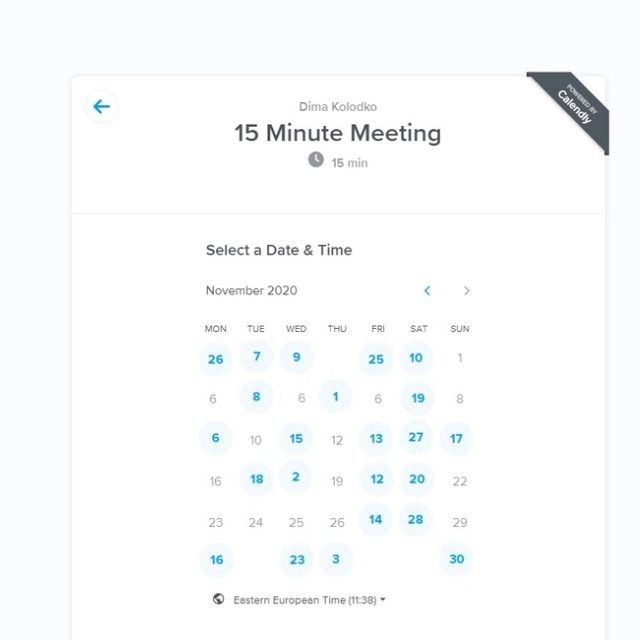 Dima Kolodko
15 Minute Meeting
15 min
POWERED BY
Calendly
Select a Date & Time
November 2020
MON TUE WED THU FRI SAT SUN
26 7 9 25 10 1
6 8 6 1 6 19 8
6 10 15 12 13 27 17
16 18 2 19 12 20 22
23 24 25 26 14 28 29
16 23 3 30
Eastern European Time (11:38)